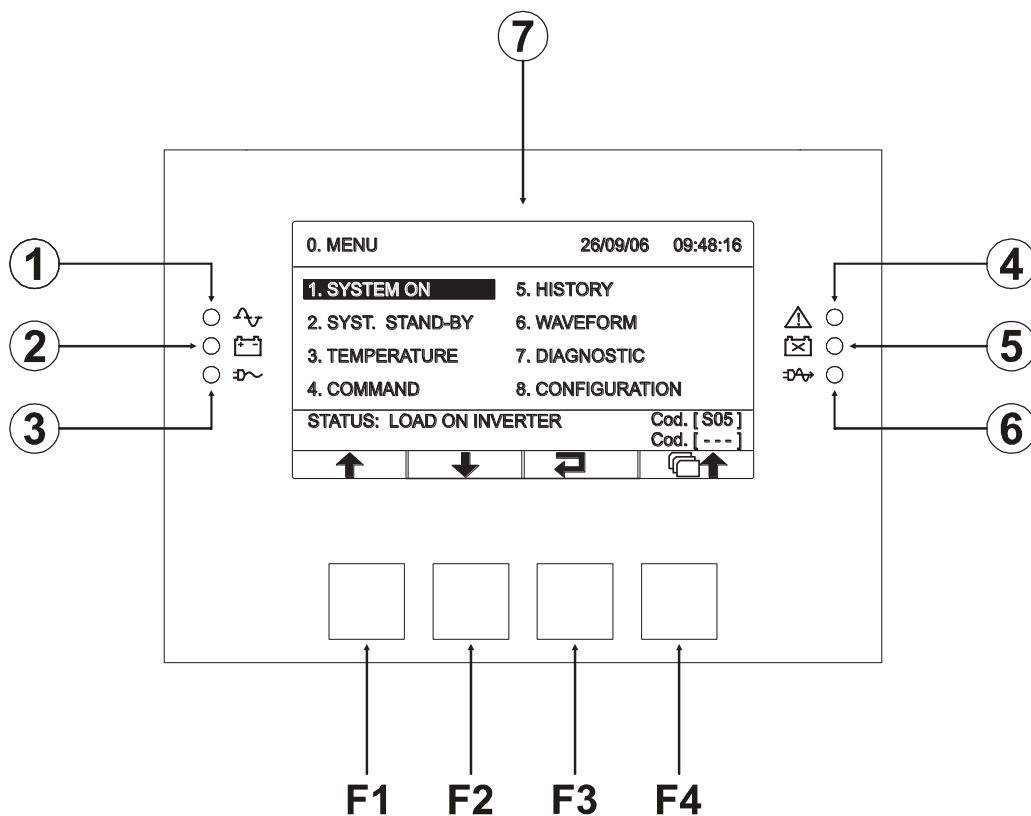 7
0. MENU 26/09/06 09:48:16
1 4
1. SYSTEM ON 5. HISTORY
2. SYST. STAND-BY 6. WAVEFORM
2 5
3. TEMPERATURE 7. DIAGNOSTIC
4. COMMAND 8. CONFIGURATION
3 6
STATUS: LOAD ON INVERTER Cod. [ S05 ]
Cod. [ - - - ]
F1 F2 F3 F4